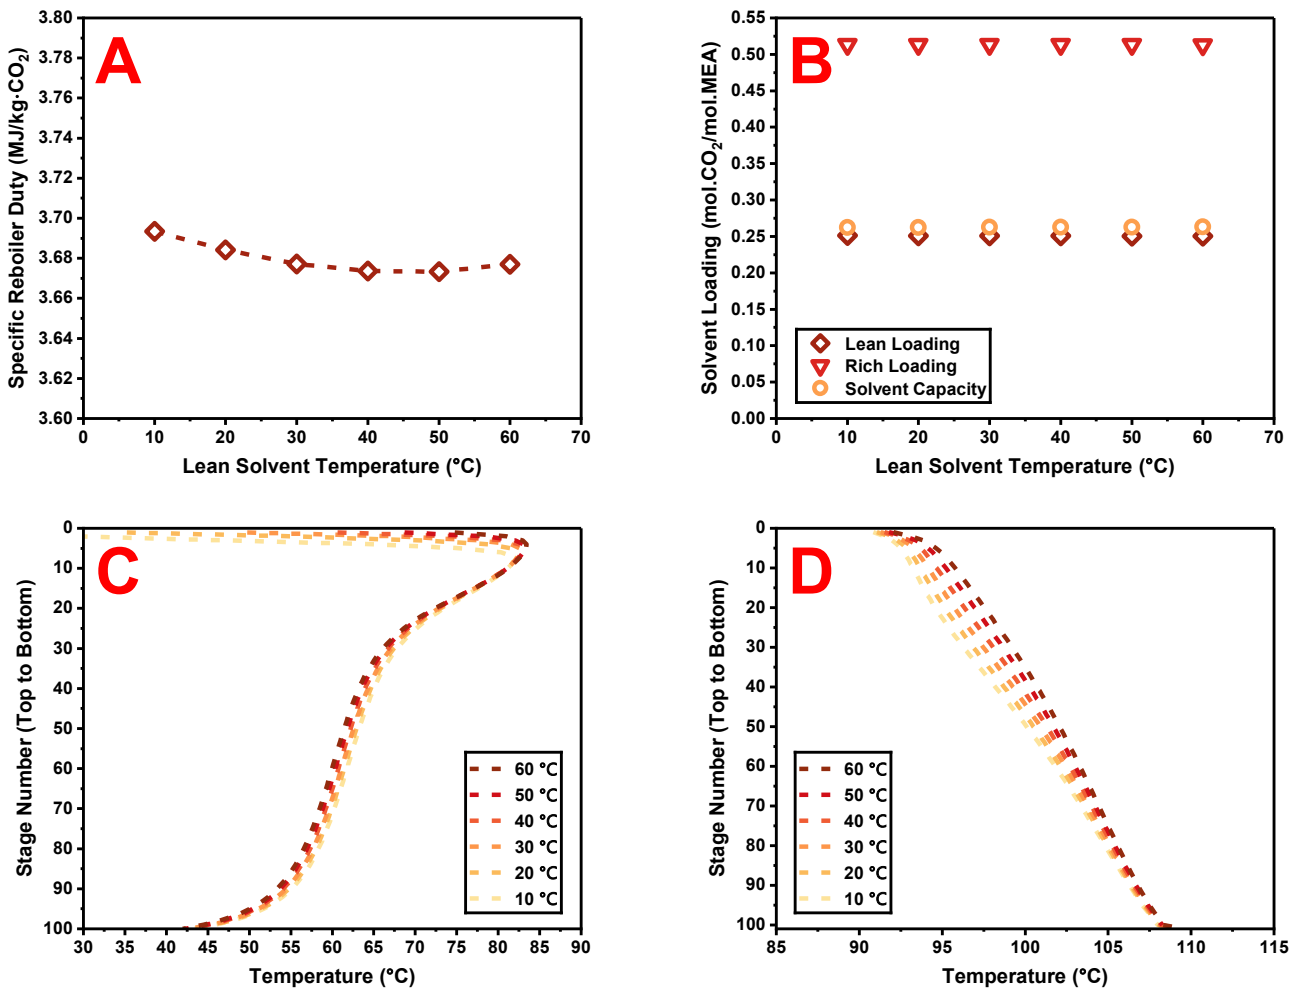 A
Specific Reboiler Duty (MJ/kg·CO₂)
3.80
3.78
3.76
3.74
3.72
3.70
3.68
3.66
3.64
3.62
3.60
0 10 20 30 40 50 60 70
Lean Solvent Temperature (°C)
B
Solvent Loading (mol.CO₂/mol.MEA)
0.55
0.50
0.45
0.40
0.35
0.30
0.25
0.20
0.15
0.10
0.05
0.00
Lean Loading
Rich Loading
Solvent Capacity
0 10 20 30 40 50 60 70
Lean Solvent Temperature (°C)
C
Stage Number (Top to Bottom)
0
10
20
30
40
50
60
70
80
90
100
60 °C
50 °C
40 °C
30 °C
20 °C
10 °C
30 35 40 45 50 55 60 65 70 75 80 85 90
Temperature (°C)
D
Stage Number (Top to Bottom)
0
10
20
30
40
50
60
70
80
90
100
60 °C
50 °C
40 °C
30 °C
20 °C
10 °C
85 90 95 100 105 110 115
Temperature (°C)